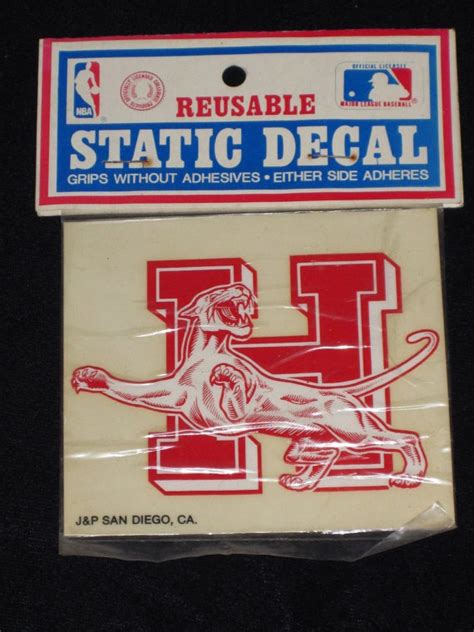 NBA
OFFICIAL LICENSEE
MAJOR LEAGUE BASEBALL
REUSABLE
STATIC DECAL
GRIPS WITHOUT ADHESIVES • EITHER SIDE ADHERES
H
J&P SAN DIEGO, CA.